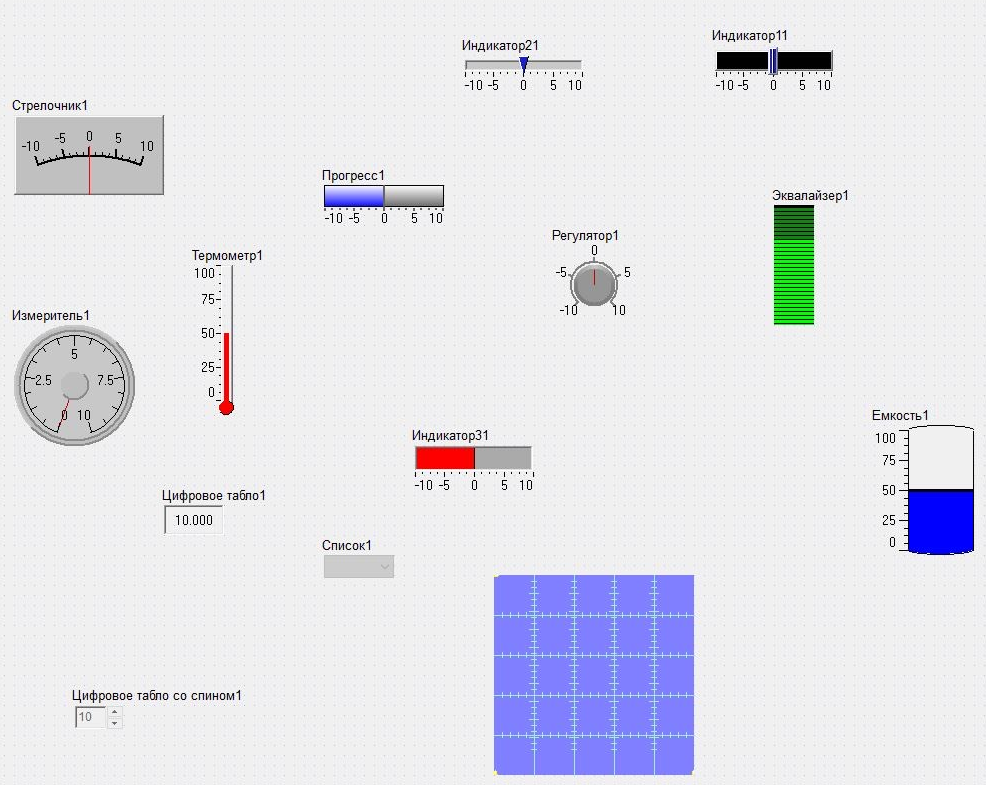 Индикатор21
-10 -5 0 5 10
Индикатор11
-10 -5 0 5 10
Стрелочник1
-10 -5 0 5 10
Прогресс1
-10 -5 0 5 10
Эквалайзер1
Регулятор1
0
-5 5
-10 10
Термометр1
100
75
50
25
0
Измеритель1
5
2.5 7.5
0 10
Емкость1
100
75
50
25
0
Индикатор31
-10 -5 0 5 10
Цифровое табло1
10.000
Список1
Цифровое табло со спином1
10